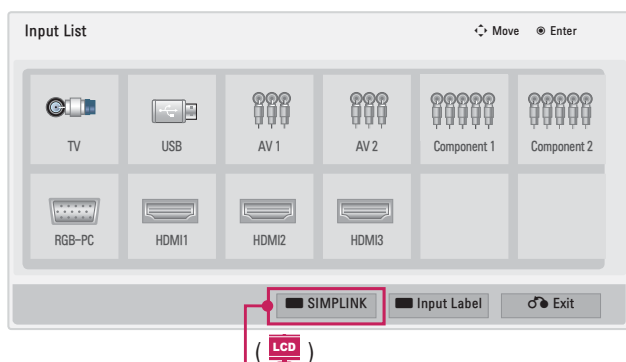 Input List
Move Enter
TV USB AV 1 AV 2 Component 1 Component 2
RGB-PC HDMI1 HDMI2 HDMI3
SIMPLINK Input Label Exit
( LCD )